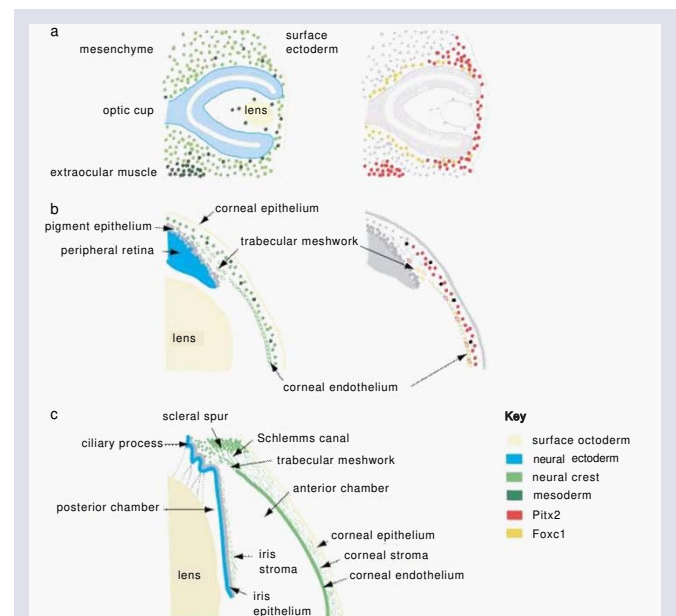 a
mesenchyme
surface
ectoderm
optic cup
lens
extraocular muscle
b
corneal epithelium
pigment epithelium
trabecular meshwork
peripheral retina
lens
corneal endothelium
c
scleral spur
ciliary process
Schlemms canal
trabecular meshwork
anterior chamber
posterior chamber
corneal epithelium
iris
stroma
corneal stroma
lens
corneal endothelium
iris
epithelium
Key
surface octoderm
neural ectoderm
neural crest
mesoderm
Pitx2
Foxc1